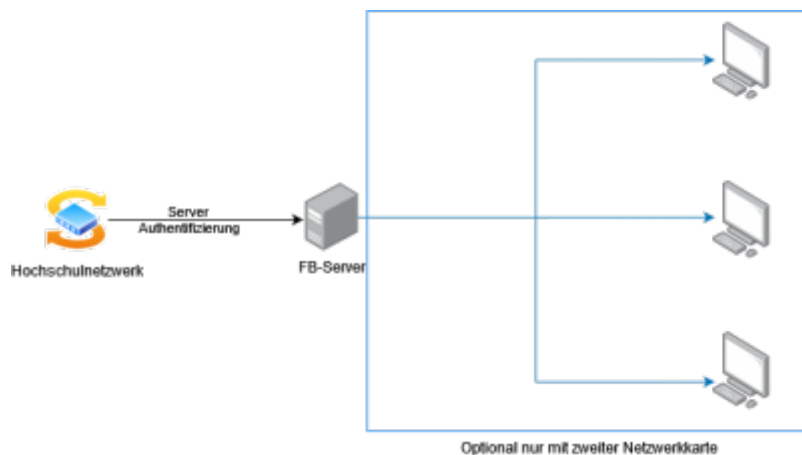 Server
Authentifizierung
Hochschulnetzwerk
FB-Server
Optional nur mit zweiter Netzwerkkarte